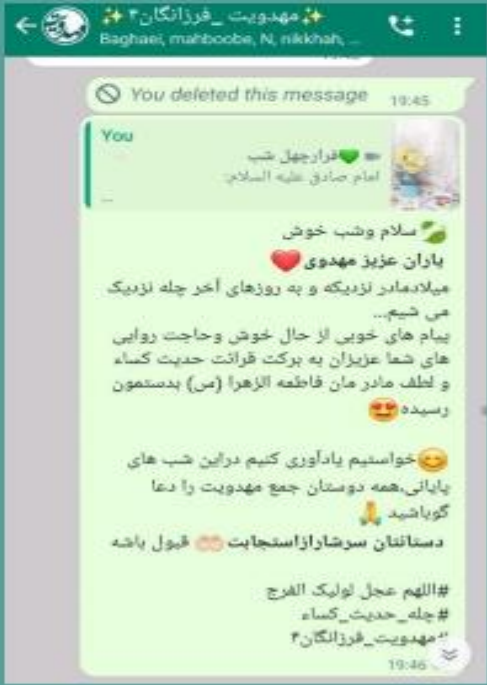 ✨مهدویت _فرزانگان۴ ✨
Baghaei, mahboobe, N, nikkhah, ...
You deleted this message 19:45
You
💚قرارچهل شب
امام صادق علیه السلام:
...
سلام وشب خوش
یاران عزیز مهدوی❤️
میلادمادر نزدیکه و به روزهای آخر چله نزدیک
می شیم...
پیام های خوبی از حال خوش وحاجت روایی
های شما عزیزان به برکت قرائت حدیث کساء
و لطف مادر مان فاطمه الزهرا (س) بدستمون
رسیده😍
😊خواستیم یادآوری کنیم دراین شب های
پایانی،همه دوستان جمع مهدویت را دعا
گوباشید 🙏
دستانتان سرشارازاستجابت 🤲 قبول باشه
#اللهم عجل لولیک الفرج
#چله_حدیث_کساء
#مهدویت_فرزانگان۴
19:46